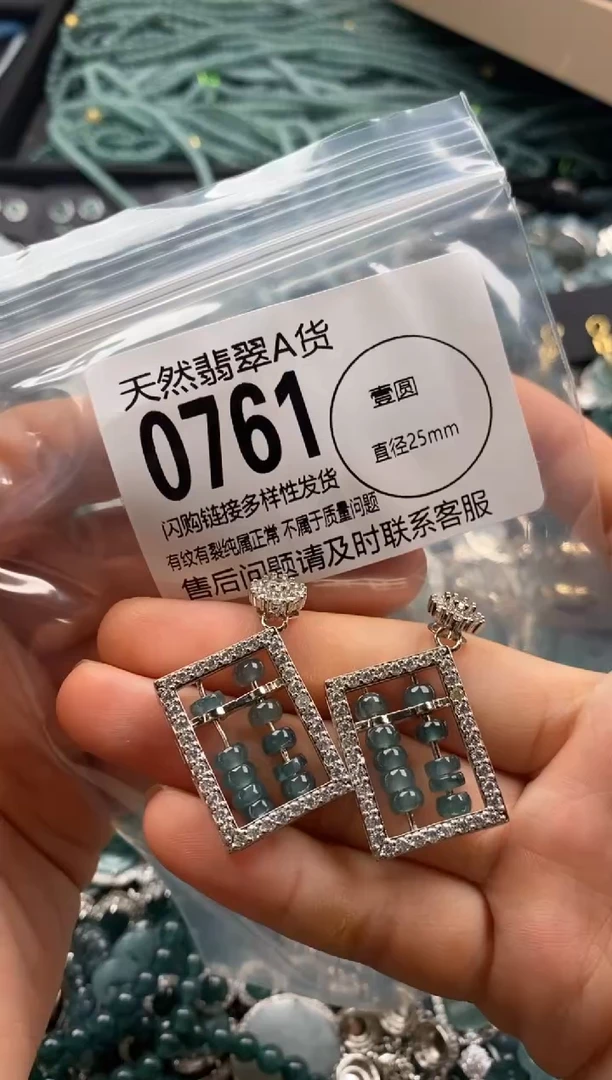 天然翡翠A货
0761
壹圆
直径25mm
闪购链接多样性发货
有纹有裂纯属正常 不属于质量问题
售后问题请及时联系客服